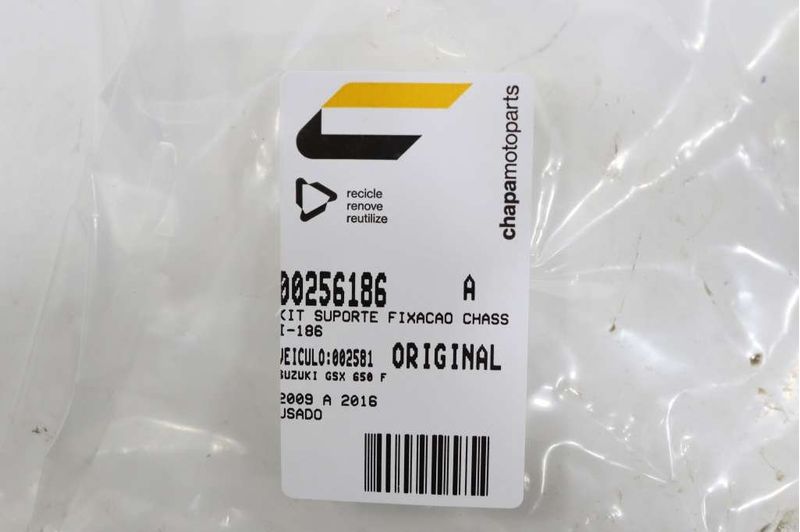 chapamotoparts
recicle
renove
reutilize
00256186 A
KIT SUPORTE FIXACAO CHASS
I-186
VEICULO:002581 ORIGINAL
SUZUKI GSX 650 F
2009 A 2016
USADO